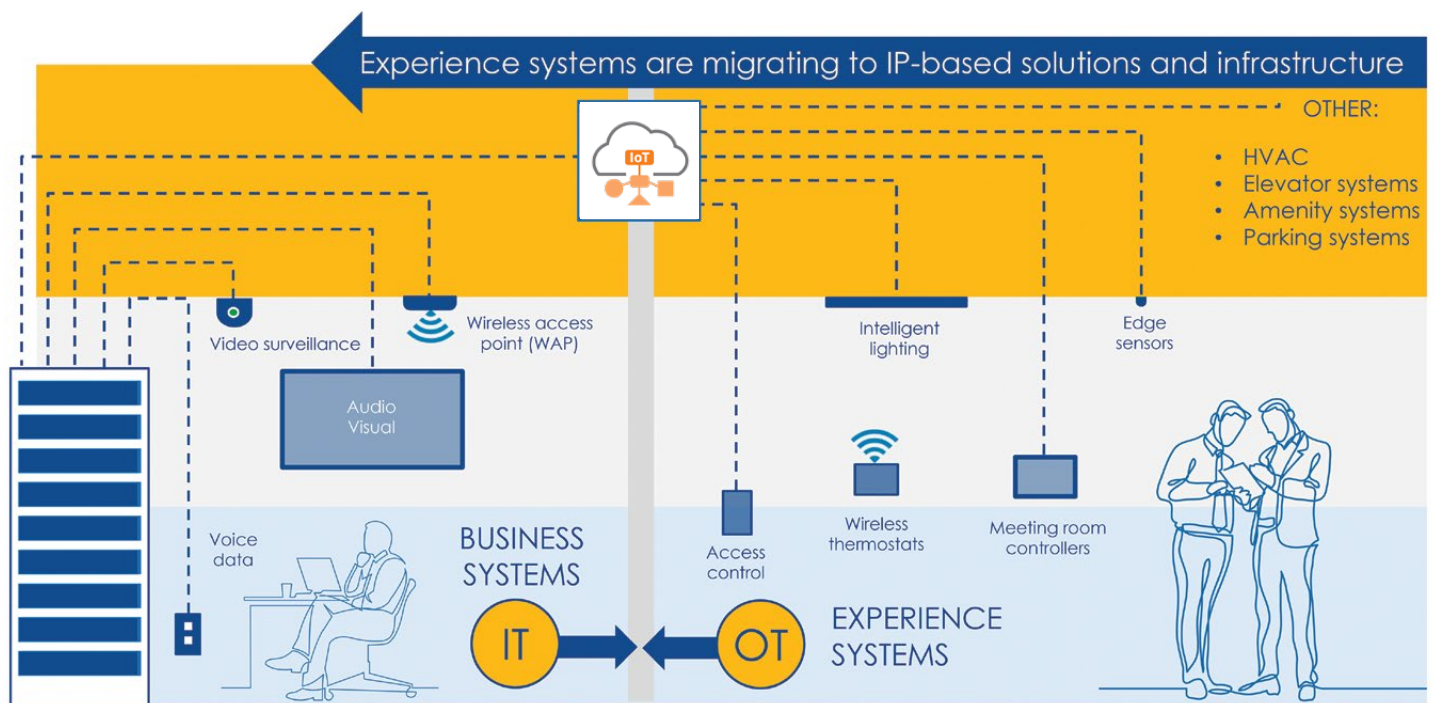 Experience systems are migrating to IP-based solutions and infrastructure
IoT
OTHER:
• HVAC
• Elevator systems
• Amenity systems
• Parking systems
Video surveillance
Wireless access
point (WAP)
Intelligent
lighting
Edge
sensors
Audio
Visual
Voice
data
BUSINESS
SYSTEMS
Access
control
Wireless
thermostats
Meeting room
controllers
IT
OT
EXPERIENCE
SYSTEMS